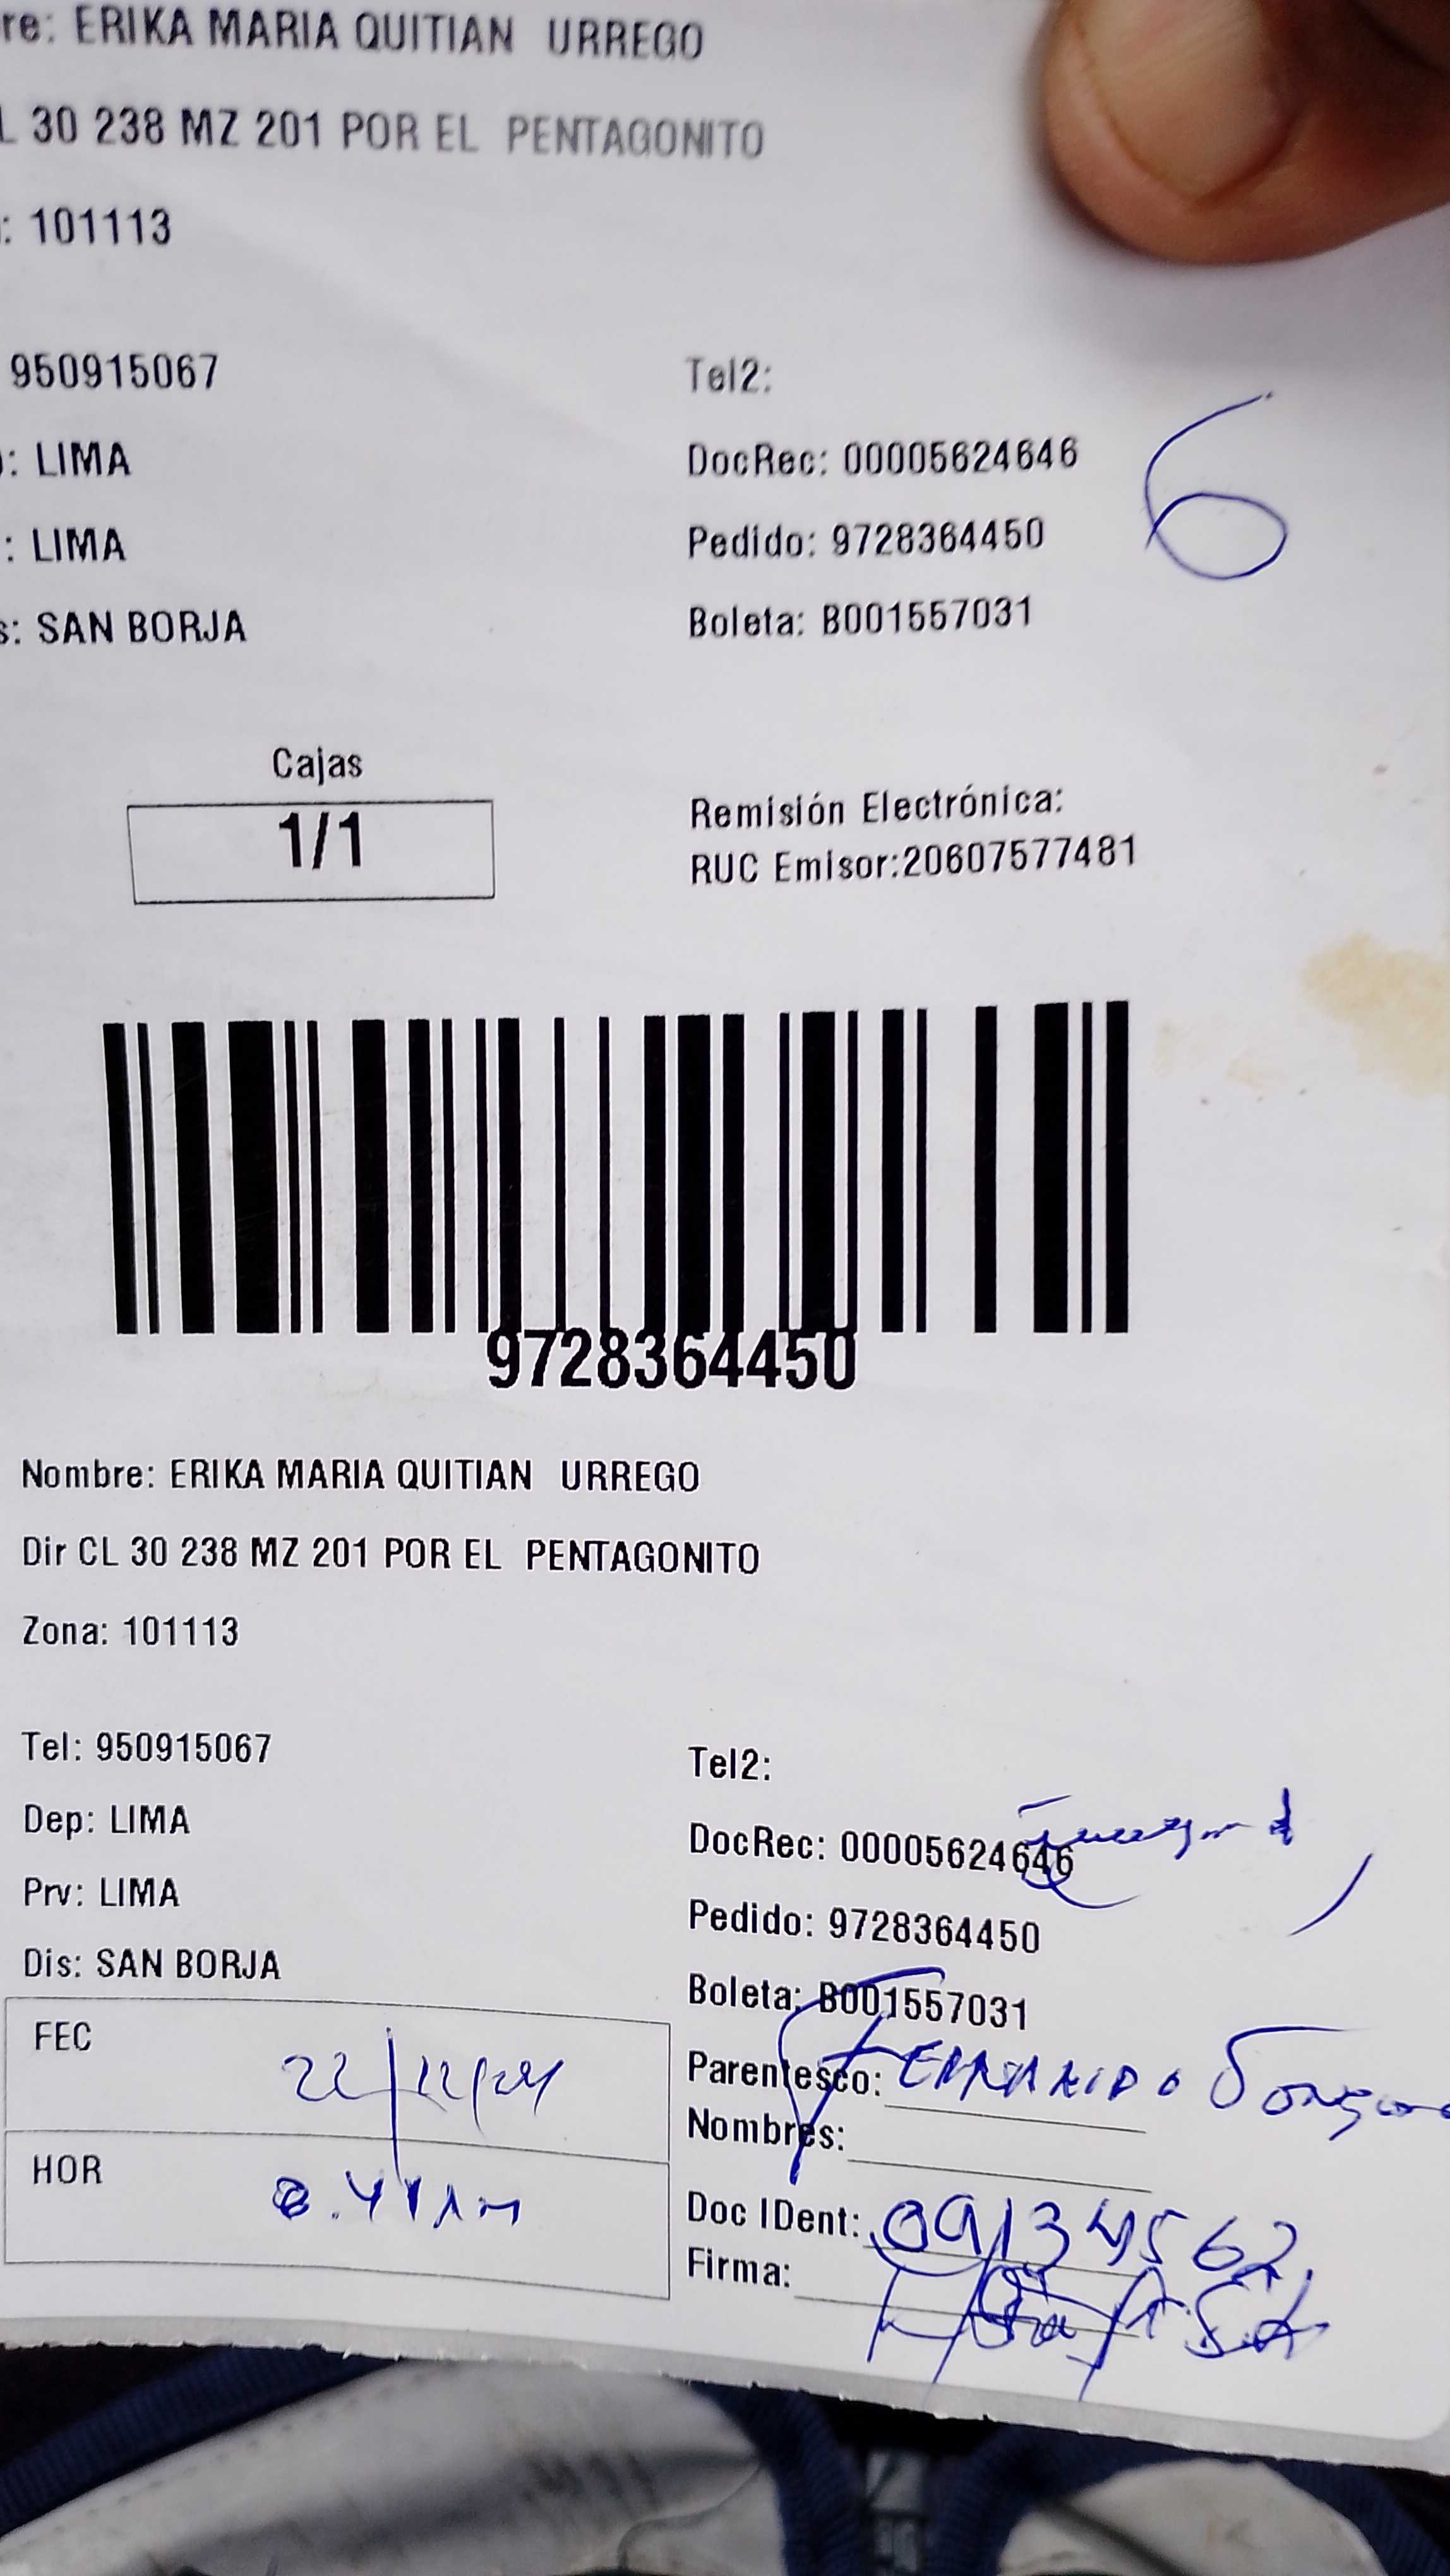 re: ERIKA MARIA QUITIAN URREGO
L 30 238 MZ 201 POR EL PENTAGONITO
: 101113
950915067
Tel2:
: LIMA
DocRec: 00005624646
6
: LIMA
Pedido: 9728364450
s: SAN BORJA
Boleta: B001557031
Cajas
1/1
Remisión Electrónica:
RUC Emisor:20607577481
9728364450
Nombre: ERIKA MARIA QUITIAN URREGO
Dir CL 30 238 MZ 201 POR EL PENTAGONITO
Zona: 101113
Tel: 950915067
Tel2:
Dep: LIMA
DocRec: 00005624646
Prv: LIMA
Pedido: 9728364450
Dis: SAN BORJA
Boleta: B001557031
FEC
Parentesco: FERNANDO
Nombres:
HOR
Doc IDent: 09134562
Firma: